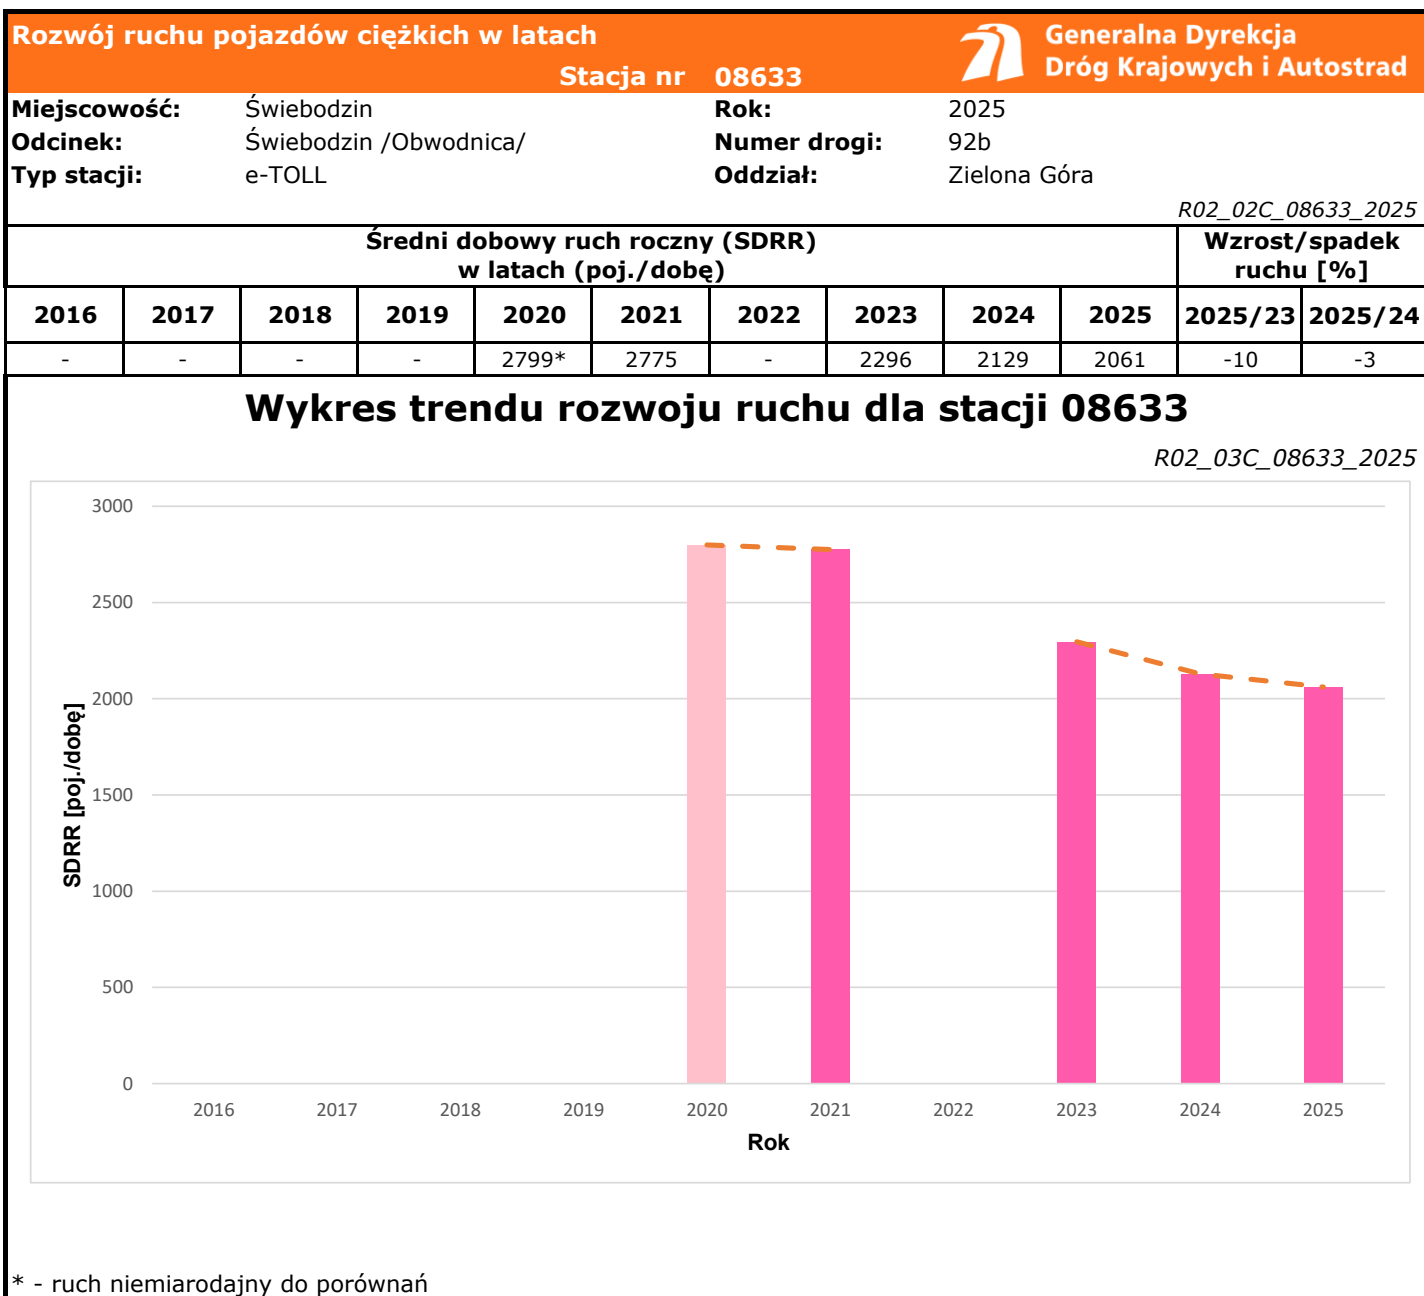 Rozwój ruchu pojazdów ciężkich w latach
Generalna Dyrekcja
Dróg Krajowych i Autostrad
Stacja nr 08633
Miejscowość: Świebodzin Rok: 2025
Odcinek: Świebodzin /Obwodnica/ Numer drogi: 92b
Typ stacji: e-TOLL Oddział: Zielona Góra
R02_02C_08633_2025
Średni dobowy ruch roczny (SDRR)
w latach (poj./dobę)
Wzrost/spadek
ruchu [%]
2016 2017 2018 2019 2020 2021 2022 2023 2024 2025 2025/23 2025/24
- - - - 2799* 2775 - 2296 2129 2061 -10 -3
Wykres trendu rozwoju ruchu dla stacji 08633
R02_03C_08633_2025
3000
2500
2000
1500
1000
500
0
SDRR [poj./dobę]
2016 2017 2018 2019 2020 2021 2022 2023 2024 2025
Rok
* - ruch niemiarodajny do porównań